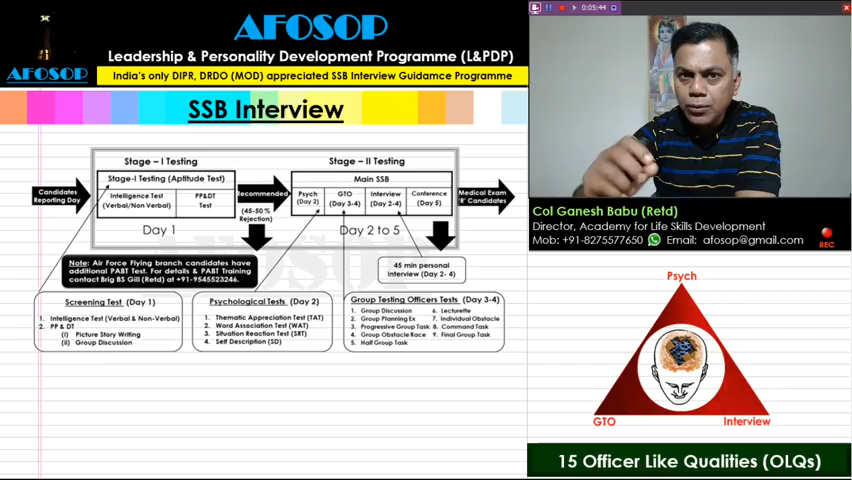 AFOSOP
AFOSOP
Leadership & Personality Development Programme (L&PDP)
India's only DIPR, DRDO (MOD) appreciated SSB Interview Guidamce Programme
SSB Interview
Stage – I Testing
Stage-I Testing (Aptitude Test)
Intelligence Test
(Verbal/Non Verbal)
PP&DT
Test
Day 1
Candidates
Reporting Day
Recommended
(45-50%
Rejection)
Stage – II Testing
Main SSB
Psych
(Day 2)
GTO
(Day 3-4)
Interview
(Day 2-4)
Conference
(Day 5)
Day 2 to 5
Medical Exam
'R' Candidates
AFOSOP
Note: Air Force Flying branch candidates have
additional PABT Test. For details & PABT Training
contact Brig BS Gill (Retd) at +91-9545523246.
45 min personal
interview (Day 2- 4)
Screening Test (Day 1)
1. Intelligence Test (Verbal & Non-Verbal)
2. PP & DT
(i) Picture Story Writing
(ii) Group Discussion
Psychological Tests (Day 2)
1. Thematic Appreciation Test (TAT)
2. Word Association Test (WAT)
3. Situation Reaction Test (SRT)
4. Self Description (SD)
Group Testing Officers Tests (Day 3-4)
1. Group Discussion
2. Group Planning Ex
3. Progressive Group Task
4. Group Obstacle Race
5. Half Group Task
6. Lecturette
7. Individual Obstacle
8. Command Task
9. Final Group Task
0:05:44
Col Ganesh Babu (Retd)
Director, Academy for Life Skills Development
Mob: +91-8275577650 Email: afosop@gmail.com
REC
Psych
GTO
Interview
15 Officer Like Qualities (OLQs)